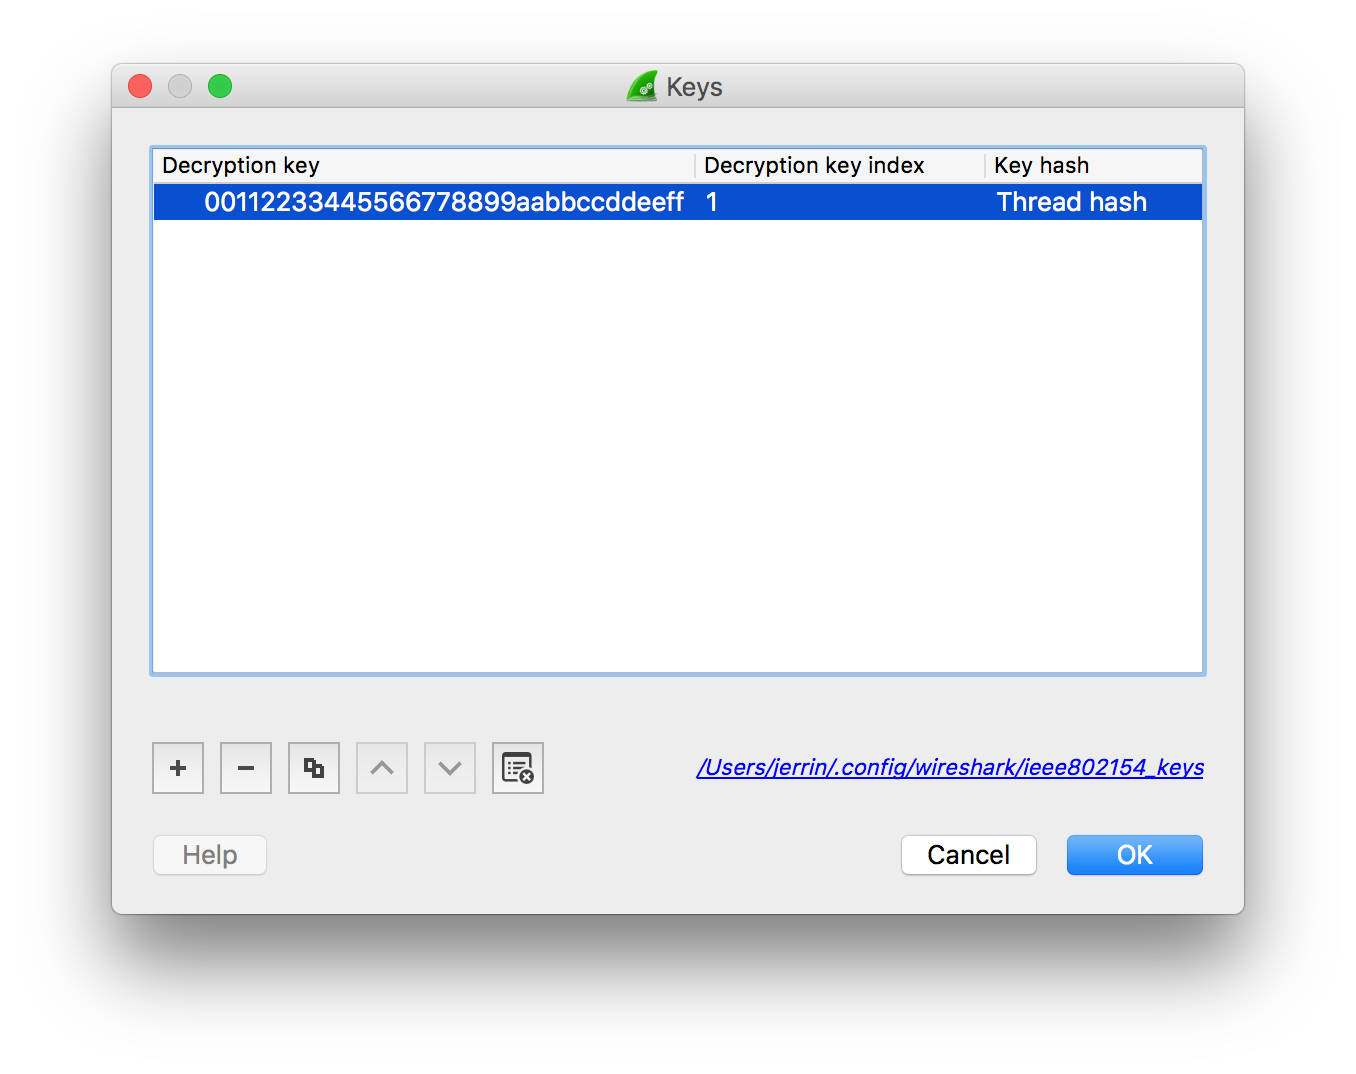 Keys
Decryption key Decryption key index Key hash
00112233445566778899aabbccddeeff 1 Thread hash
/Users/jerrin/.config/wireshark/ieee802154_keys
Help Cancel OK